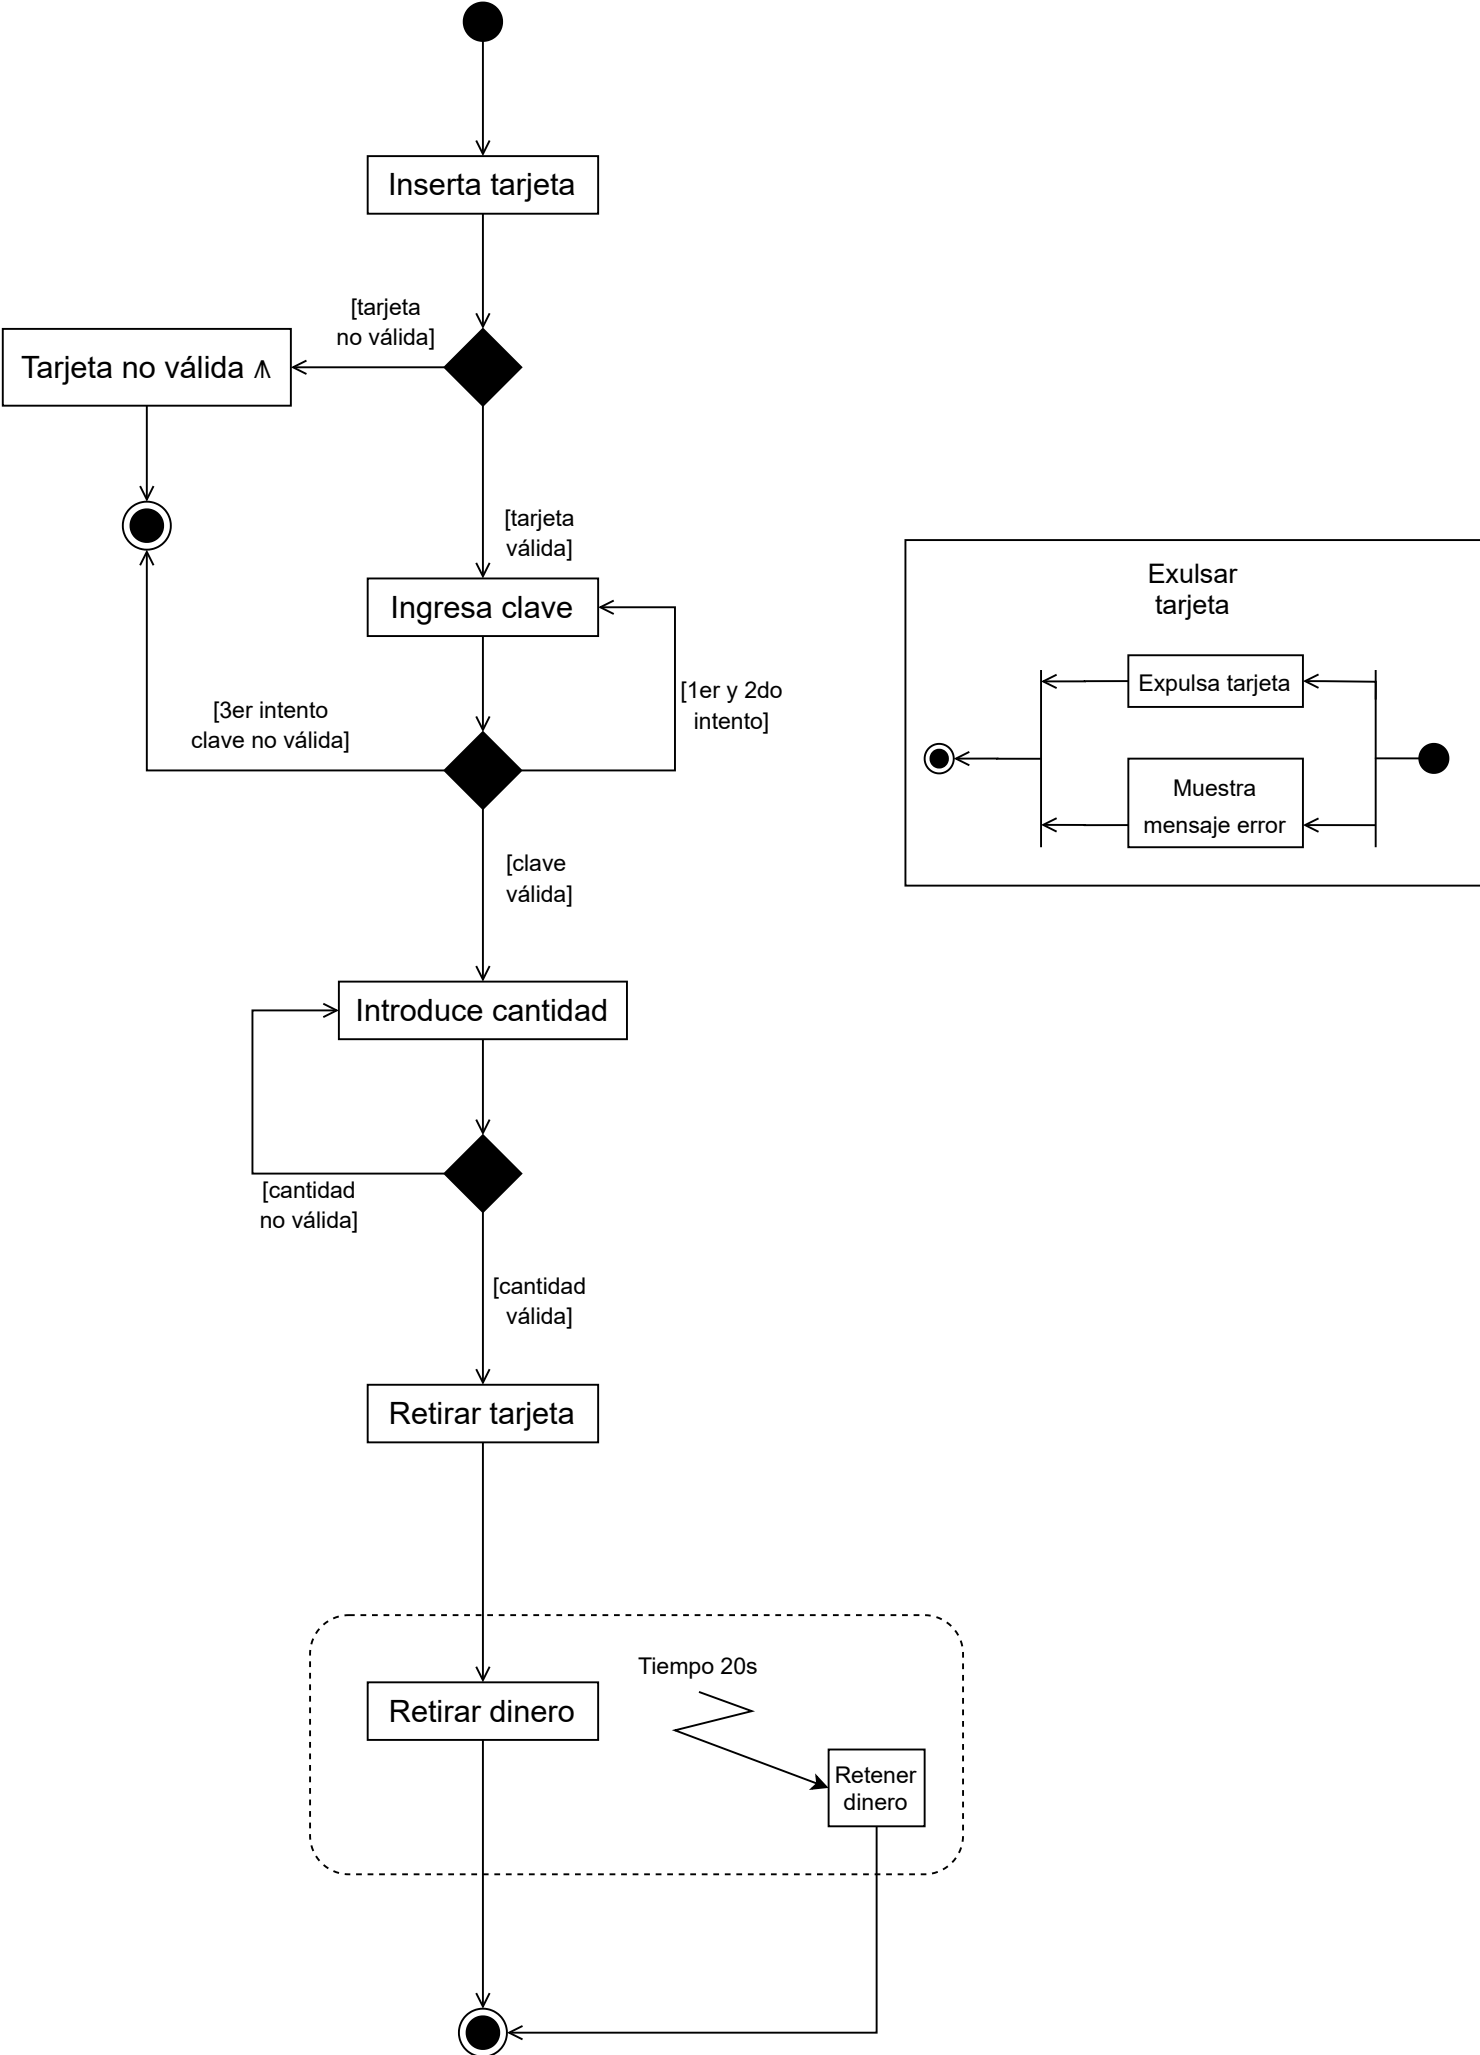 Inserta tarjeta
[tarjeta
no válida]
Tarjeta no válida
[tarjeta
válida]
Ingresa clave
[1er y 2do
intento]
[3er intento
clave no válida]
[clave
válida]
Introduce cantidad
[cantidad
no válida]
[cantidad
válida]
Retirar tarjeta
Tiempo 20s
Retirar dinero
Retener
dinero
Exulsar
tarjeta
Expulsa tarjeta
Muestra
mensaje error